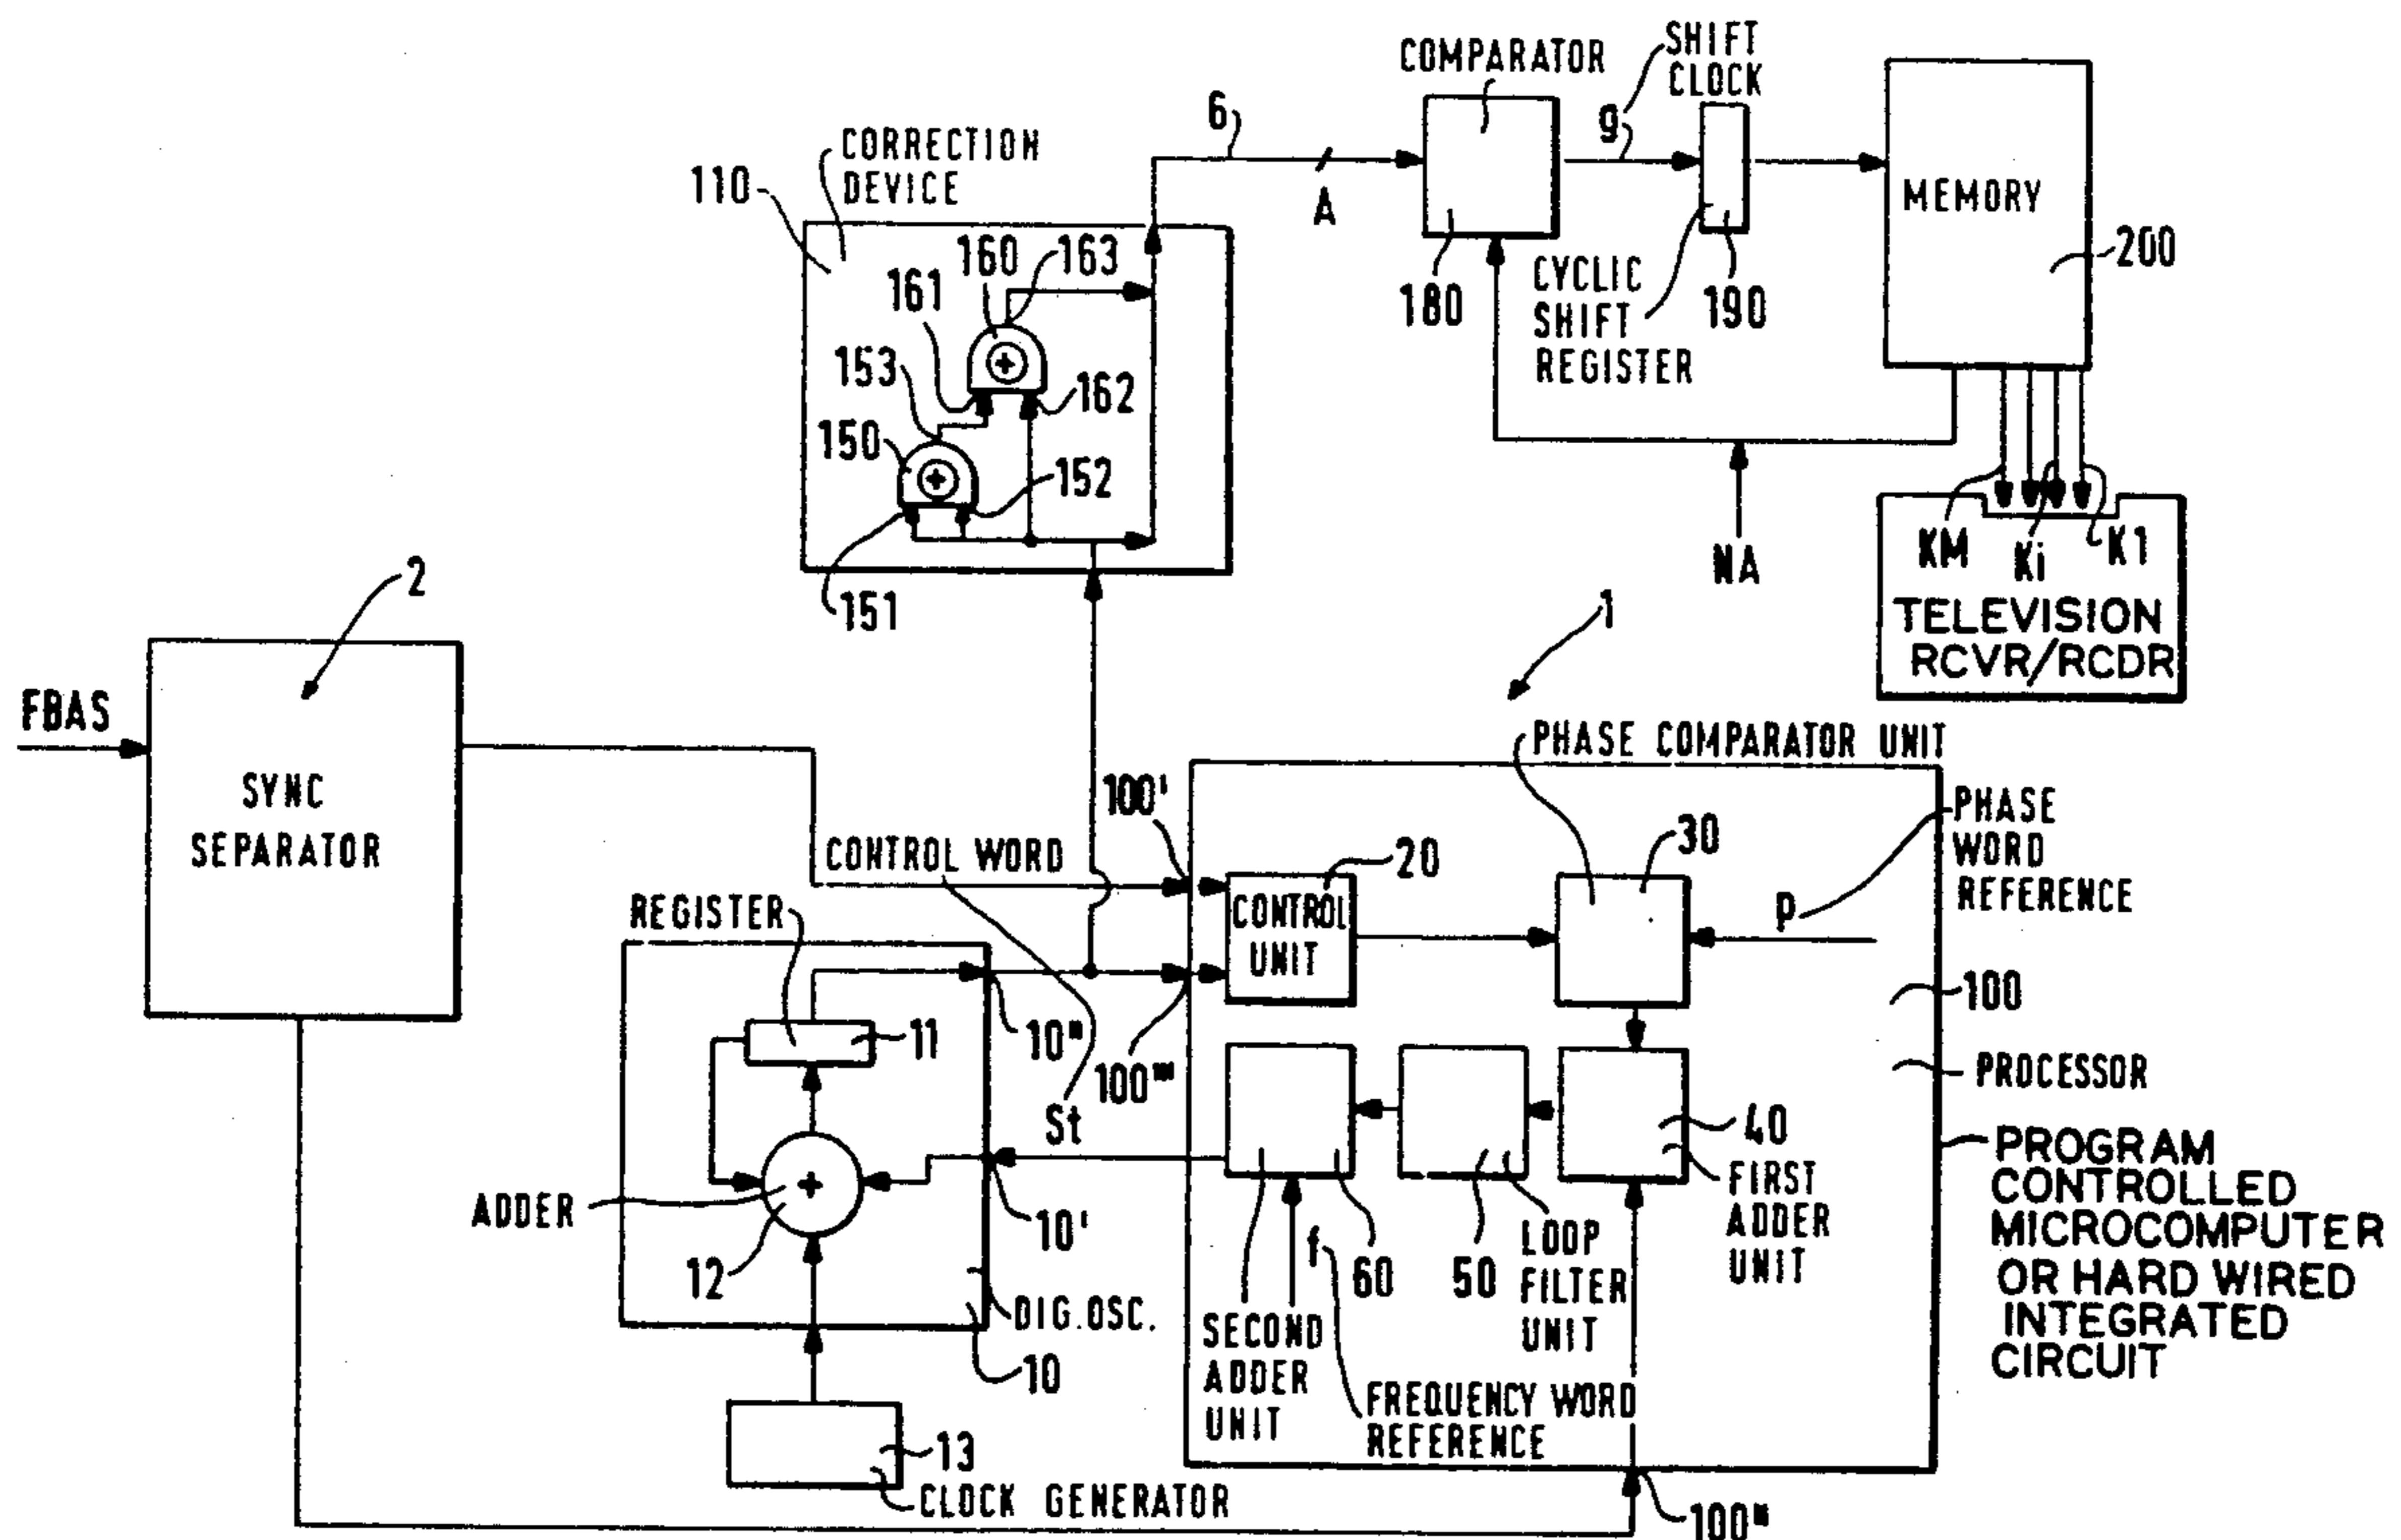 SHIFT
CLOCK
COMPARATOR
6
g
A
MEMORY
CORRECTION
DEVICE
110
160
163
161
153
162
150
152
151
180
CYCLIC
SHIFT
REGISTER
190
200
NA
KM
Ki
K1
TELEVISION
RCVR/RCDR
2
1
FBAS
SYNC
SEPARATOR
PHASE COMPARATOR UNIT
100'
CONTROL WORD
20
30
PHASE
WORD
REFERENCE
p
REGISTER
CONTROL
UNIT
100
11
10"
100'''
St
PROCESSOR
40
FIRST
ADDER
UNIT
PROGRAM
CONTROLLED
MICROCOMPUTER
OR HARD WIRED
INTEGRATED
CIRCUIT
+
ADDER
12
10'
f
60
50
LOOP
FILTER
UNIT
DIG.OSC.
10
SECOND
ADDER
UNIT
FREQUENCY WORD
REFERENCE
13
CLOCK GENERATOR
100"